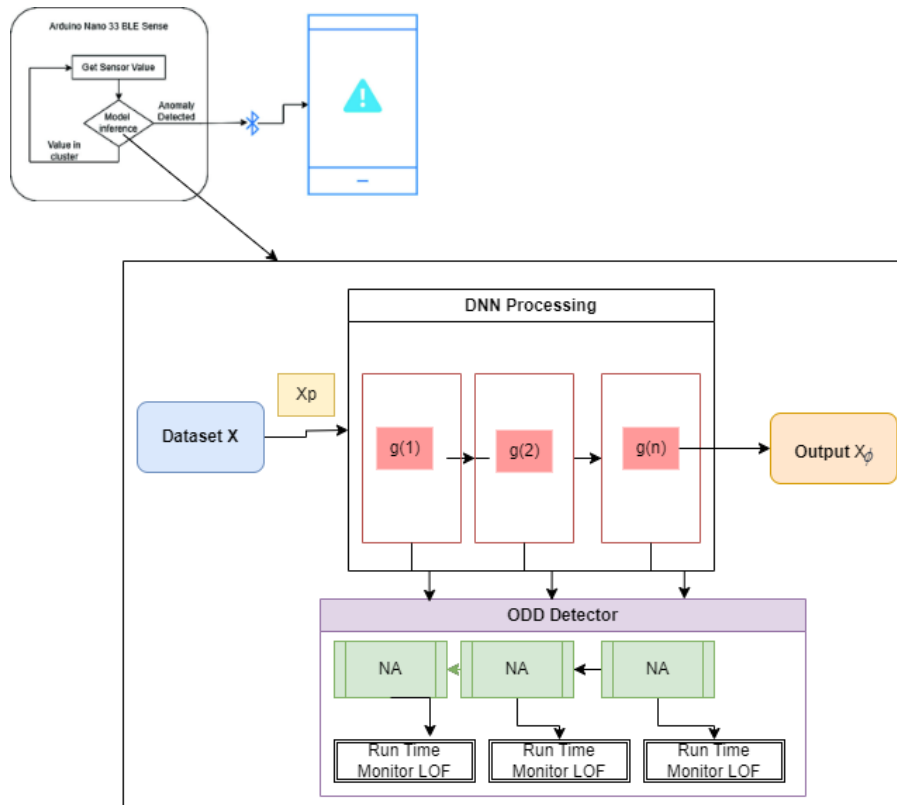 Arduino Nano 33 BLE Sense
Get Sensor Value
Model
inference
Anomaly
Detected
Value in
cluster
DNN Processing
Xp
Dataset X
g(1)
g(2)
g(n)
Output X𝜙
ODD Detector
NA
NA
NA
Run Time
Monitor LOF
Run Time
Monitor LOF
Run Time
Monitor LOF